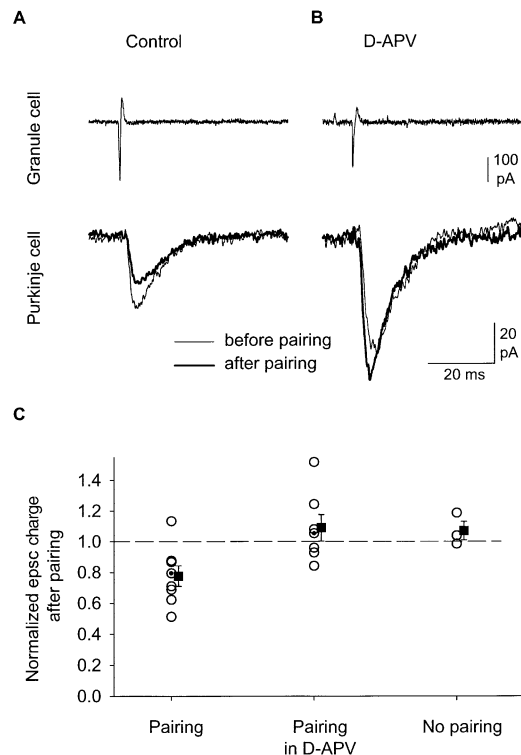 A
B
Control
D-APV
Granule cell
100
pA
Purkinje cell
before pairing
after pairing
20
pA
20 ms
C
Normalized epsc charge
after pairing
1.4
1.2
1.0
0.8
0.6
0.4
0.2
0.0
Pairing
Pairing
in D-APV
No pairing